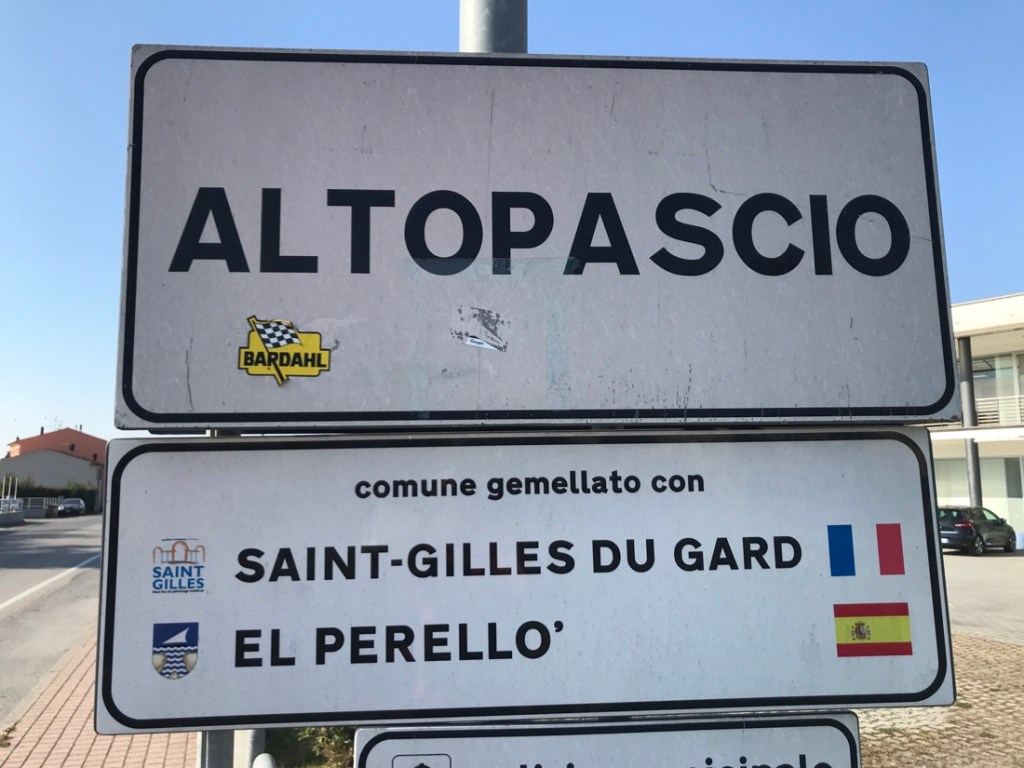 ALTOPASCIO
BARDAHL
comune gemellato con
SAINT GILLES
SAINT-GILLES DU GARD
EL PERELLO’